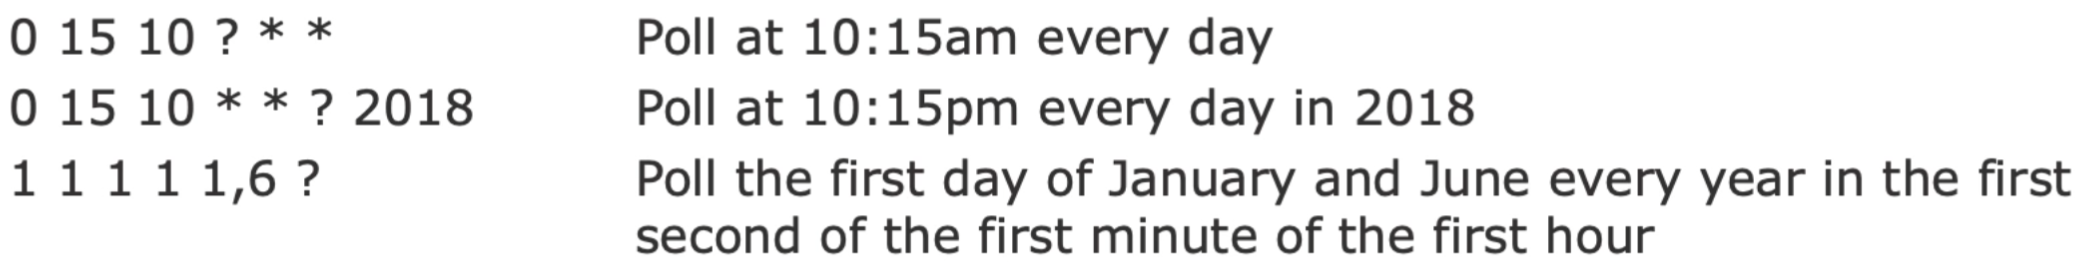 0 15 10 ? * * Poll at 10:15am every day
0 15 10 * * ? 2018 Poll at 10:15pm every day in 2018
1 1 1 1 1,6 ? Poll the first day of January and June every year in the first
second of the first minute of the first hour